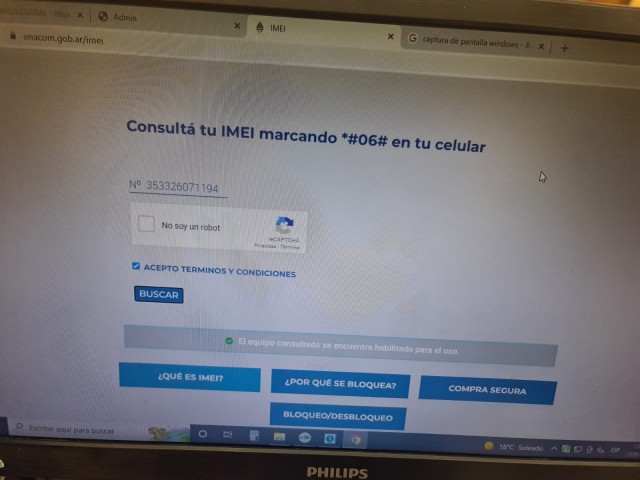 Admin
IMEI
captura de pantalla windows - B
enacom.gob.ar/imei
Consultá tu IMEI marcando *#06# en tu celular
Nº 353326071194
No soy un robot
reCAPTCHA
Privacidad - Términos
ACEPTO TERMINOS Y CONDICIONES
BUSCAR
El equipo consultado se encuentra habilitado para el uso.
¿QUÉ ES IMEI?
¿POR QUÉ SE BLOQUEA?
COMPRA SEGURA
BLOQUEO/DESBLOQUEO
Escribe aquí para buscar
18°C Soleado
ESP
PHILIPS